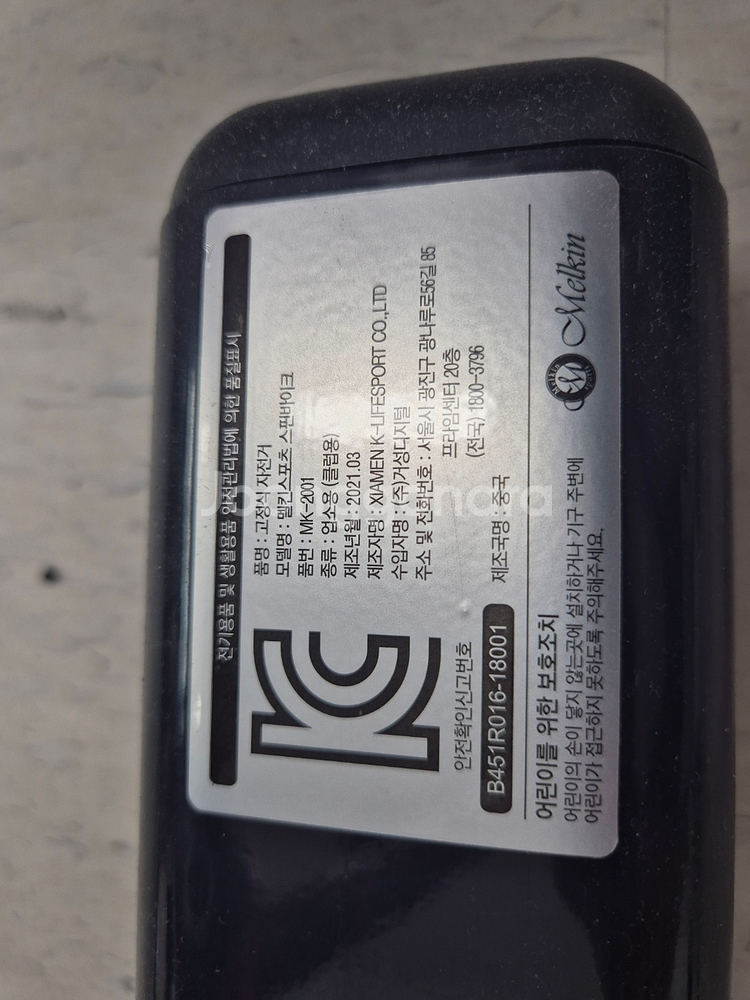 전기용품 및 생활용품 안전관리법에 의한 품질표시
품명 : 고정식 자전거
모델명 : 멜킨스포츠 스핀바이크
품번 : MK-2001
종류 : 업소용 (클럽용)
제조년월 : 2021.03
제조자명 : XIAMEN K-LIFESPORT CO.,LTD
수입자명 : (주)거성디지털
주소 및 전화번호 : 서울시 광진구 광나루로56길 85
프라임센터 20층
(전국) 1800-3796
제조국명 : 중국
안전확인신고번호
B451R016-18001
어린이를 위한 보호조치
어린이의 손이 닿지 않는곳에 설치하거나 기구 주변에
어린이가 접근하지 못하도록 주의해주세요.
Melkin